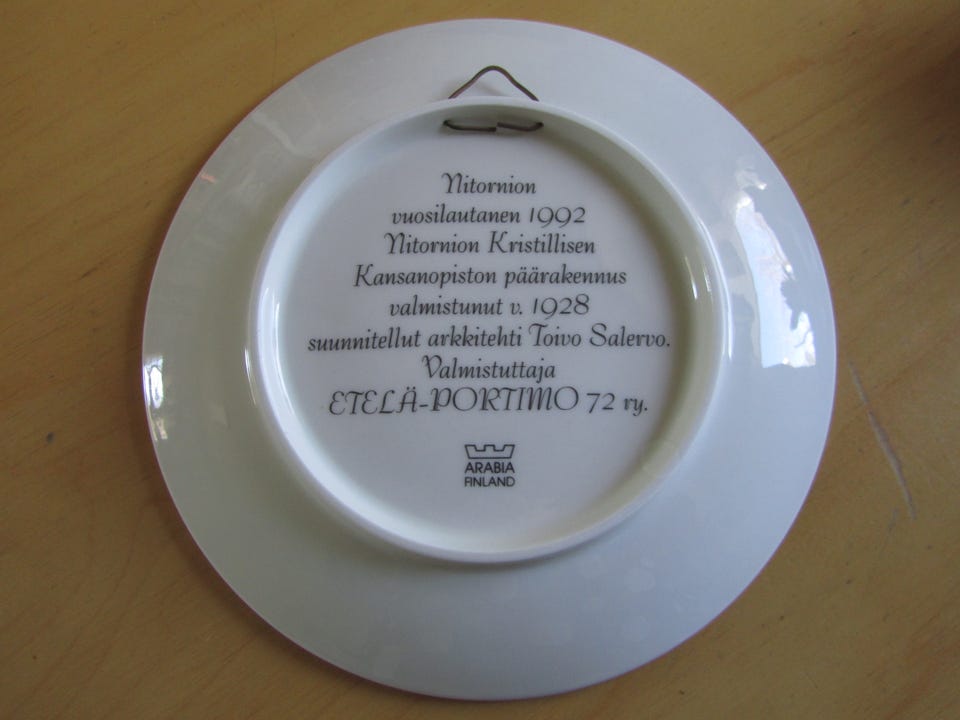 Ylitornion
vuosilautanen 1992
Ylitornion Kristillisen
Kansanopiston päärakennus
valmistunut v. 1928
suunnitellut arkkitehti Toivo Salervo.
Valmistuttaja
ETELÄ-PORTIMO 72 ry.
ARABIA
FINLAND